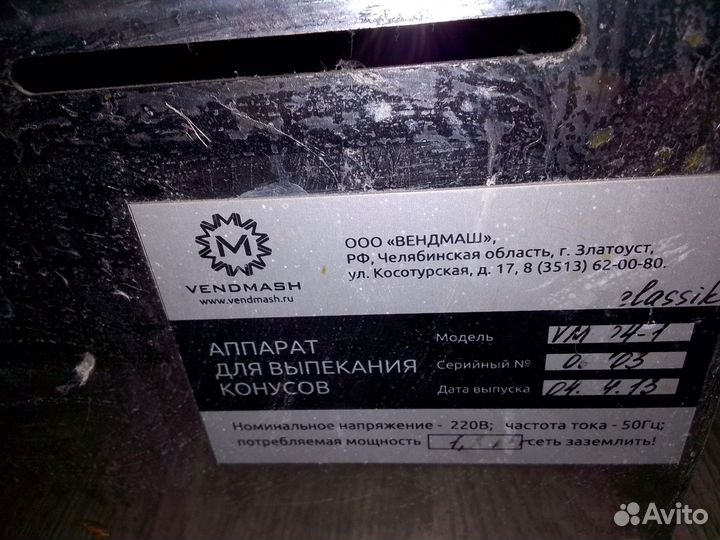 ООО «ВЕНДМАШ»,
РФ, Челябинская область, г. Златоуст,
ул. Косотурская, д. 17, 8 (3513) 62-00-80.
M
VENDMASH
www.vendmash.ru
classik
АППАРАТ
ДЛЯ ВЫПЕКАНИЯ
КОНУСОВ
Модель VM
Серийный №
Дата выпуска
Номинальное напряжение - 220В; частота тока - 50Гц;
потребляемая мощность сеть заземлить!
Avito